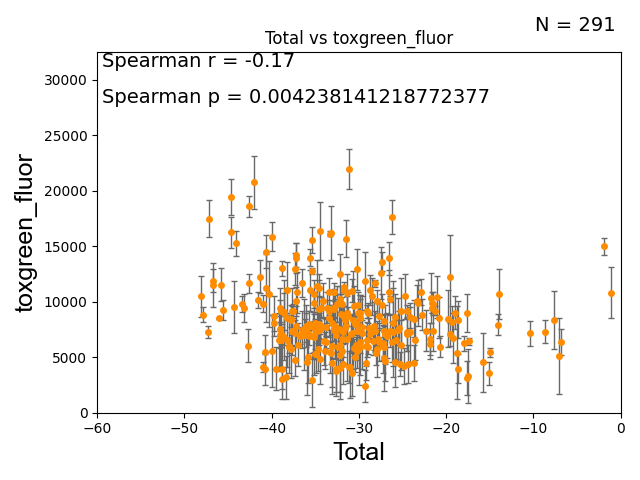 N = 291
Total vs toxgreen_fluor
Spearman r = -0.17
Spearman p = 0.004238141218772377
30000
25000
20000
15000
10000
5000
0
toxgreen_fluor
−60 −50 −40 −30 −20 −10 0
Total